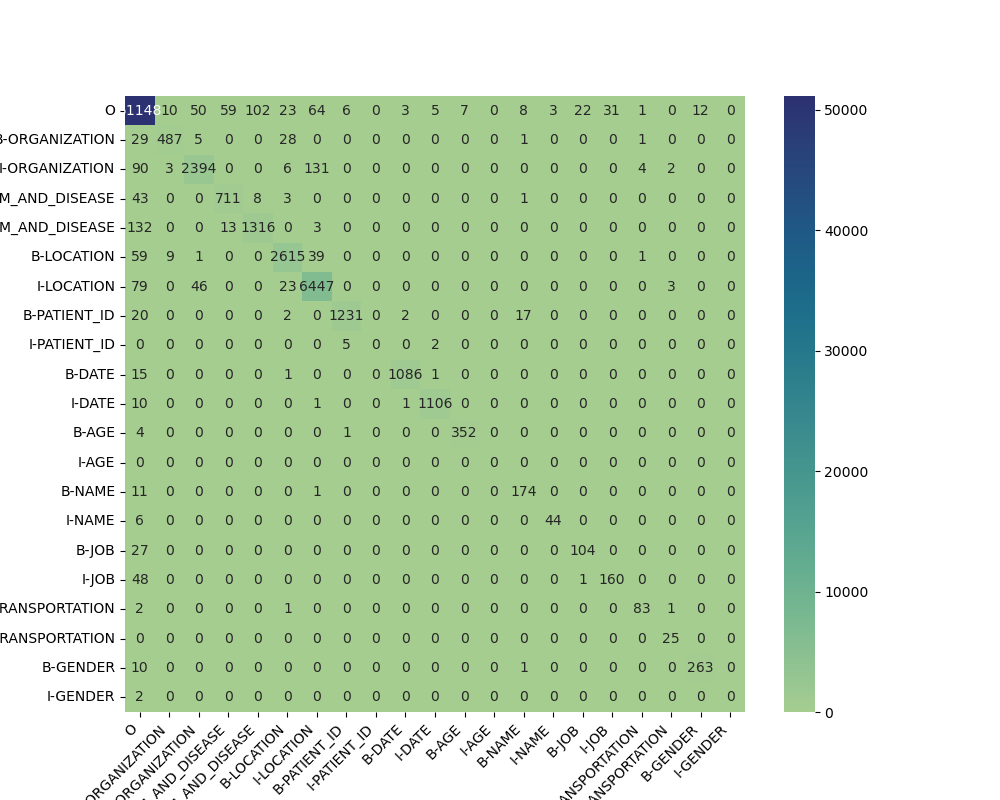 O 1148 10 50 59 102 23 64 6 0 3 5 7 0 8 3 22 31 1 0 12 0
B-ORGANIZATION 29 487 5 0 0 28 0 0 0 0 0 0 0 1 0 0 0 1 0 0 0
I-ORGANIZATION 90 3 2394 0 0 6 131 0 0 0 0 0 0 0 0 0 0 4 2 0 0
M_AND_DISEASE 43 0 0 711 8 3 0 0 0 0 0 0 0 1 0 0 0 0 0 0 0
M_AND_DISEASE 132 0 0 13 1316 0 3 0 0 0 0 0 0 0 0 0 0 0 0 0 0
B-LOCATION 59 9 1 0 0 2615 39 0 0 0 0 0 0 0 0 0 0 1 0 0 0
I-LOCATION 79 0 46 0 0 23 6447 0 0 0 0 0 0 0 0 0 0 0 3 0 0
B-PATIENT_ID 20 0 0 0 0 2 0 1231 0 2 0 0 0 17 0 0 0 0 0 0 0
I-PATIENT_ID 0 0 0 0 0 0 0 5 0 0 2 0 0 0 0 0 0 0 0 0 0
B-DATE 15 0 0 0 0 1 0 0 0 1086 1 0 0 0 0 0 0 0 0 0 0
I-DATE 10 0 0 0 0 0 1 0 0 1 1106 0 0 0 0 0 0 0 0 0 0
B-AGE 4 0 0 0 0 0 0 1 0 0 0 352 0 0 0 0 0 0 0 0 0
I-AGE 0 0 0 0 0 0 0 0 0 0 0 0 0 0 0 0 0 0 0 0 0
B-NAME 11 0 0 0 0 0 1 0 0 0 0 0 0 174 0 0 0 0 0 0 0
I-NAME 6 0 0 0 0 0 0 0 0 0 0 0 0 0 44 0 0 0 0 0 0
B-JOB 27 0 0 0 0 0 0 0 0 0 0 0 0 0 0 104 0 0 0 0 0
I-JOB 48 0 0 0 0 0 0 0 0 0 0 0 0 0 0 1 160 0 0 0 0
RANSPORTATION 2 0 0 0 0 1 0 0 0 0 0 0 0 0 0 0 0 83 1 0 0
RANSPORTATION 0 0 0 0 0 0 0 0 0 0 0 0 0 0 0 0 0 0 25 0 0
B-GENDER 10 0 0 0 0 0 0 0 0 0 0 0 0 1 0 0 0 0 0 263 0
I-GENDER 2 0 0 0 0 0 0 0 0 0 0 0 0 0 0 0 0 0 0 0 0
O
ORGANIZATION
ORGANIZATION
_AND_DISEASE
_AND_DISEASE
B-LOCATION
I-LOCATION
B-PATIENT_ID
I-PATIENT_ID
B-DATE
I-DATE
B-AGE
I-AGE
B-NAME
I-NAME
B-JOB
I-JOB
ANSPORTATION
ANSPORTATION
B-GENDER
I-GENDER
50000
40000
30000
20000
10000
0